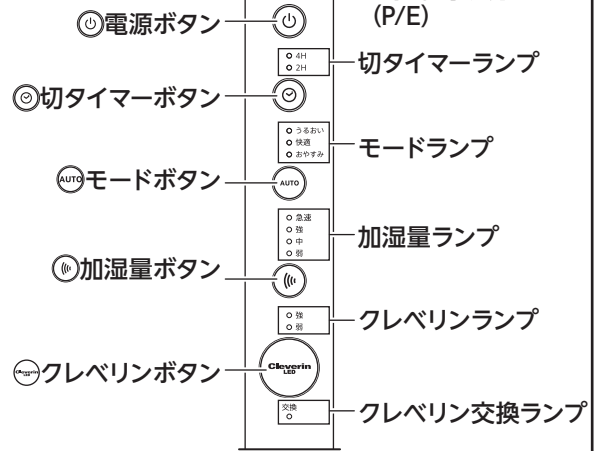 (P/E)
電源ボタン
4H
2H
切タイマーランプ
切タイマーボタン
うるおい
快適
おやすみ
モードランプ
AUTO
モードボタン
AUTO
急速
強
中
弱
加湿量ランプ
加湿量ボタン
強
弱
クレベリンランプ
Cleverin
LED
クレベリンボタン
Cleverin
LED
交換
クレベリン交換ランプ